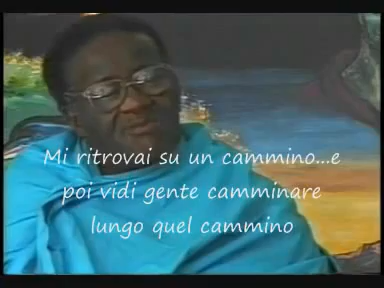 Mi ritrovai su un cammino...e
poi vidi gente camminare
lungo quel cammino